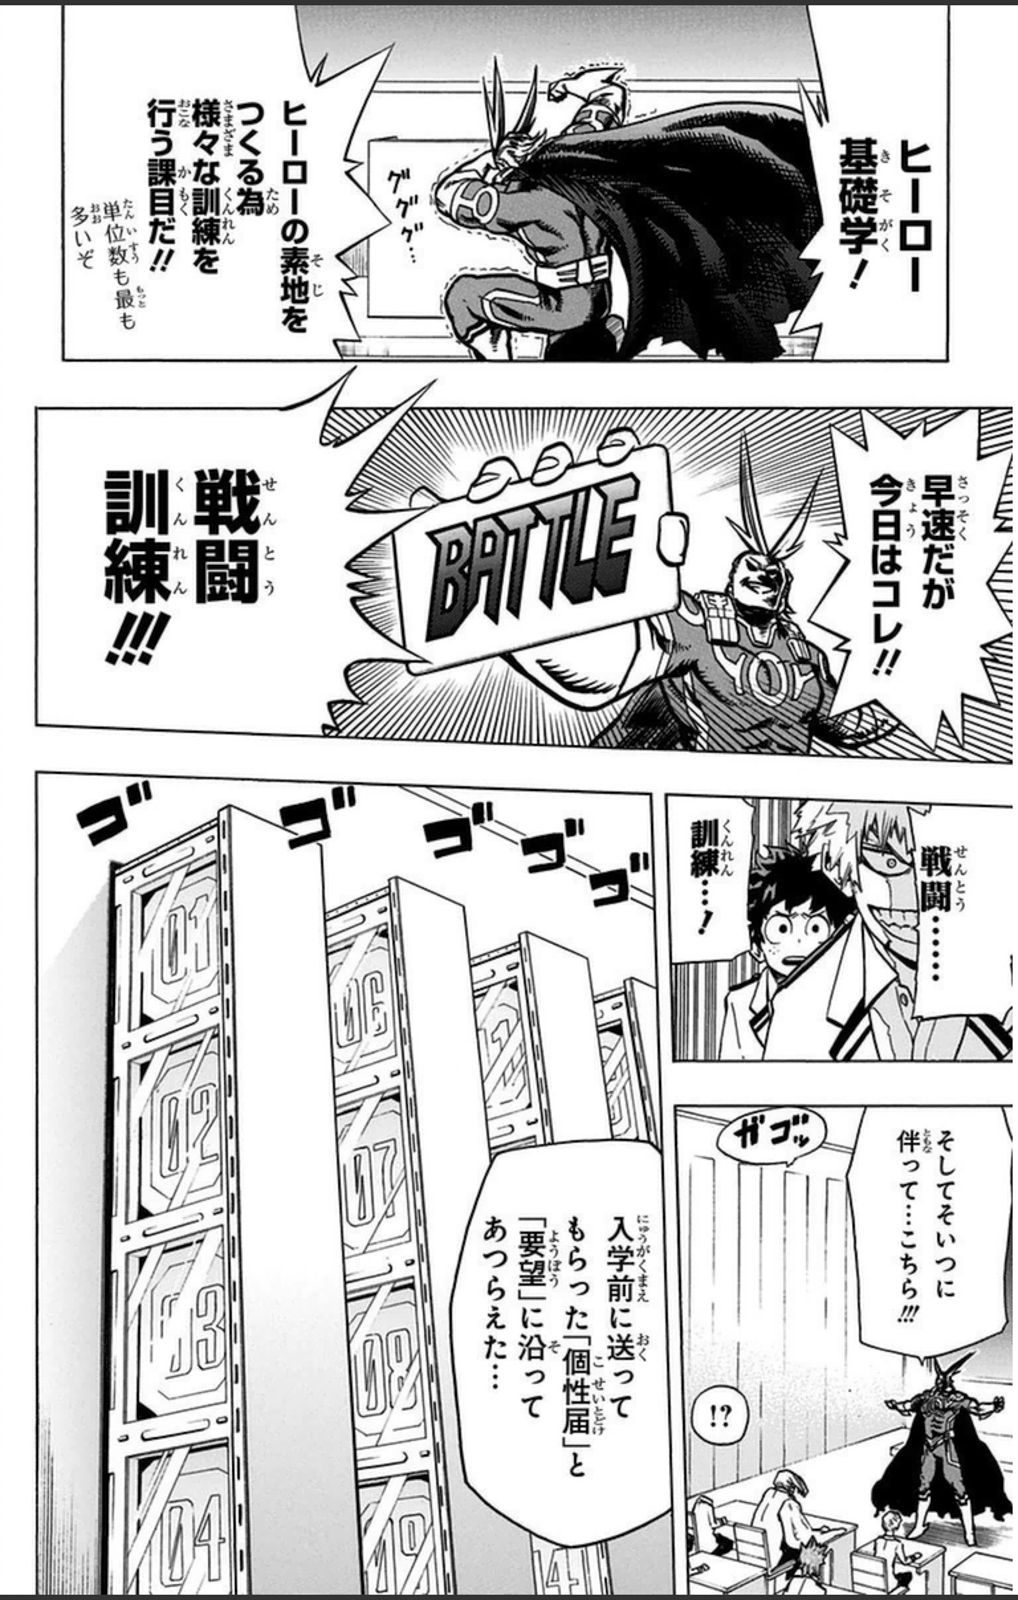 ヒーロー
基礎学！
ヒーローの素地を
つくる為
様々な訓練を
行う課目だ!!
単位数も最も
多いぞ
ググ
ググ…
早速だが
今日はコレ!!
BATTLE
戦闘
訓練!!!
戦闘……
訓練…！
そしてそいつに
伴って…こちら!!!
ガゴッ
!?
ゴ゛
ゴ゛
ゴ゛
ゴ゛
ゴ゛
01
02
03
04
06
07
08
09
入学前に送って
もらった「個性届」と
「要望」に沿って
あつらえた…